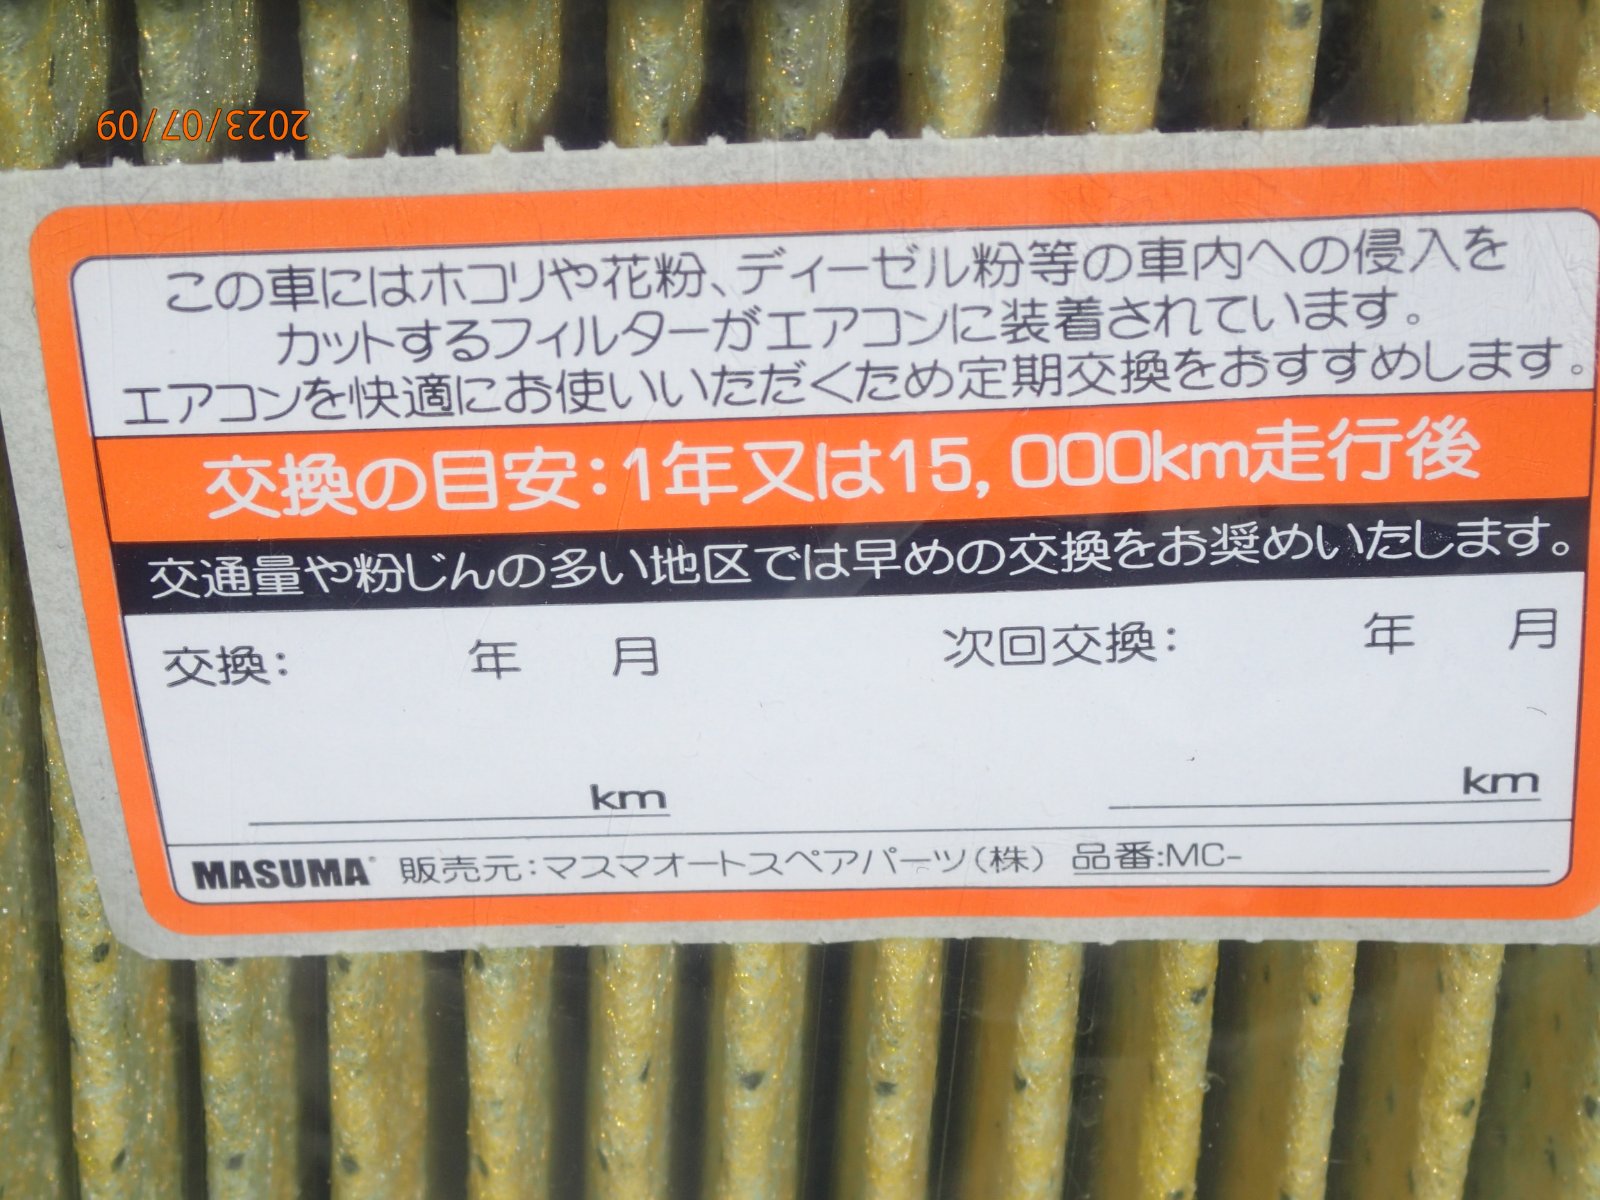 2023/07/09
この車にはホコリや花粉、ディーゼル粉等の車内への侵入を
カットするフィルターがエアコンに装着されています。
エアコンを快適にお使いいただくため定期交換をおすすめします。
交換の目安：1年又は15，000km走行後
交通量や粉じんの多い地区では早めの交換をお奨めいたします。
交換： 年 月 次回交換： 年 月
km km
MASUMA 販売元：マスマオートスペアパーツ（株） 品番：MC-